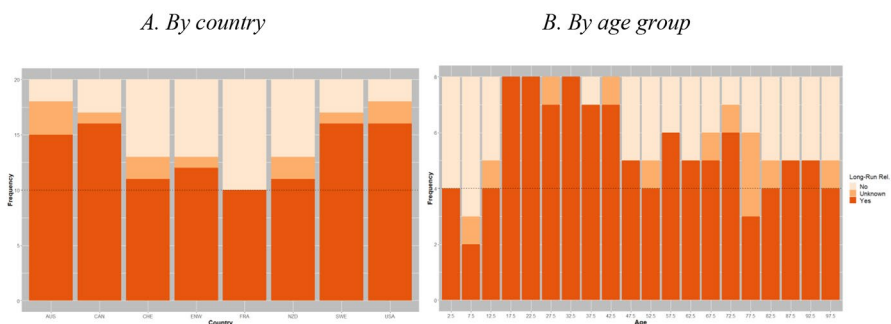 A. By country
B. By age group
Frequency
20
15
10
5
0
AUS CAN CHE ENW FRA NZD SWE USA
Country
Frequency
8
6
4
2
0
2.5 7.5 12.5 17.5 22.5 27.5 32.5 37.5 42.5 47.5 52.5 57.5 62.5 67.5 72.5 77.5 82.5 87.5 92.5 97.5
Age
Long-Run Rel.
No
Unknown
Yes